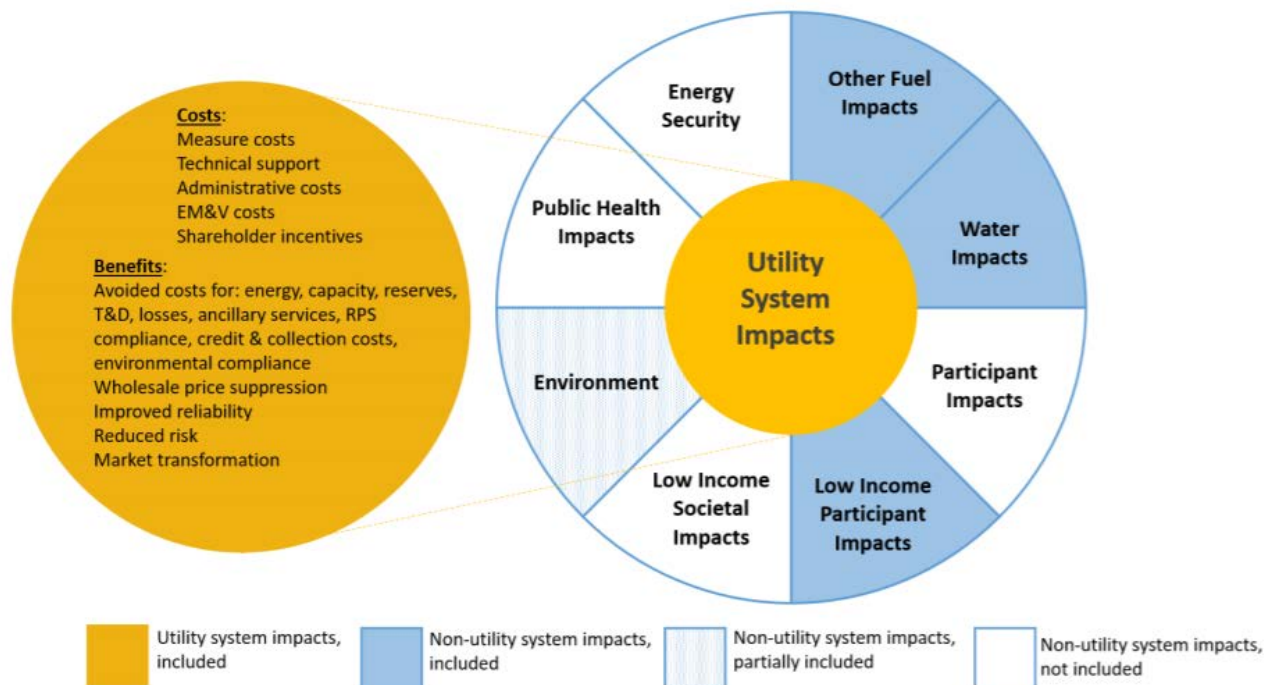 Costs:
Measure costs
Technical support
Administrative costs
EM&V costs
Shareholder incentives
Benefits:
Avoided costs for: energy, capacity, reserves,
T&D, losses, ancillary services, RPS
compliance, credit & collection costs,
environmental compliance
Wholesale price suppression
Improved reliability
Reduced risk
Market transformation
Energy
Security
Other Fuel
Impacts
Public Health
Impacts
Water
Impacts
Utility
System
Impacts
Environment
Participant
Impacts
Low Income
Societal
Impacts
Low Income
Participant
Impacts
Utility system impacts,
included
Non-utility system impacts,
included
Non-utility system impacts,
partially included
Non-utility system impacts,
not included